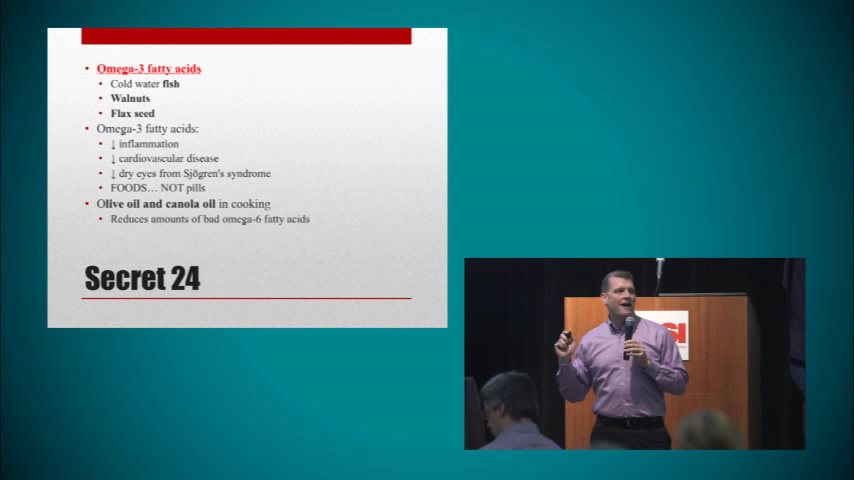 • Omega-3 fatty acids
• Cold water fish
• Walnuts
• Flax seed
• Omega-3 fatty acids:
• ↓ inflammation
• ↓ cardiovascular disease
• ↓ dry eyes from Sjögren's syndrome
• FOODS... NOT pills
• Olive oil and canola oil in cooking
• Reduces amounts of bad omega-6 fatty acids
Secret 24